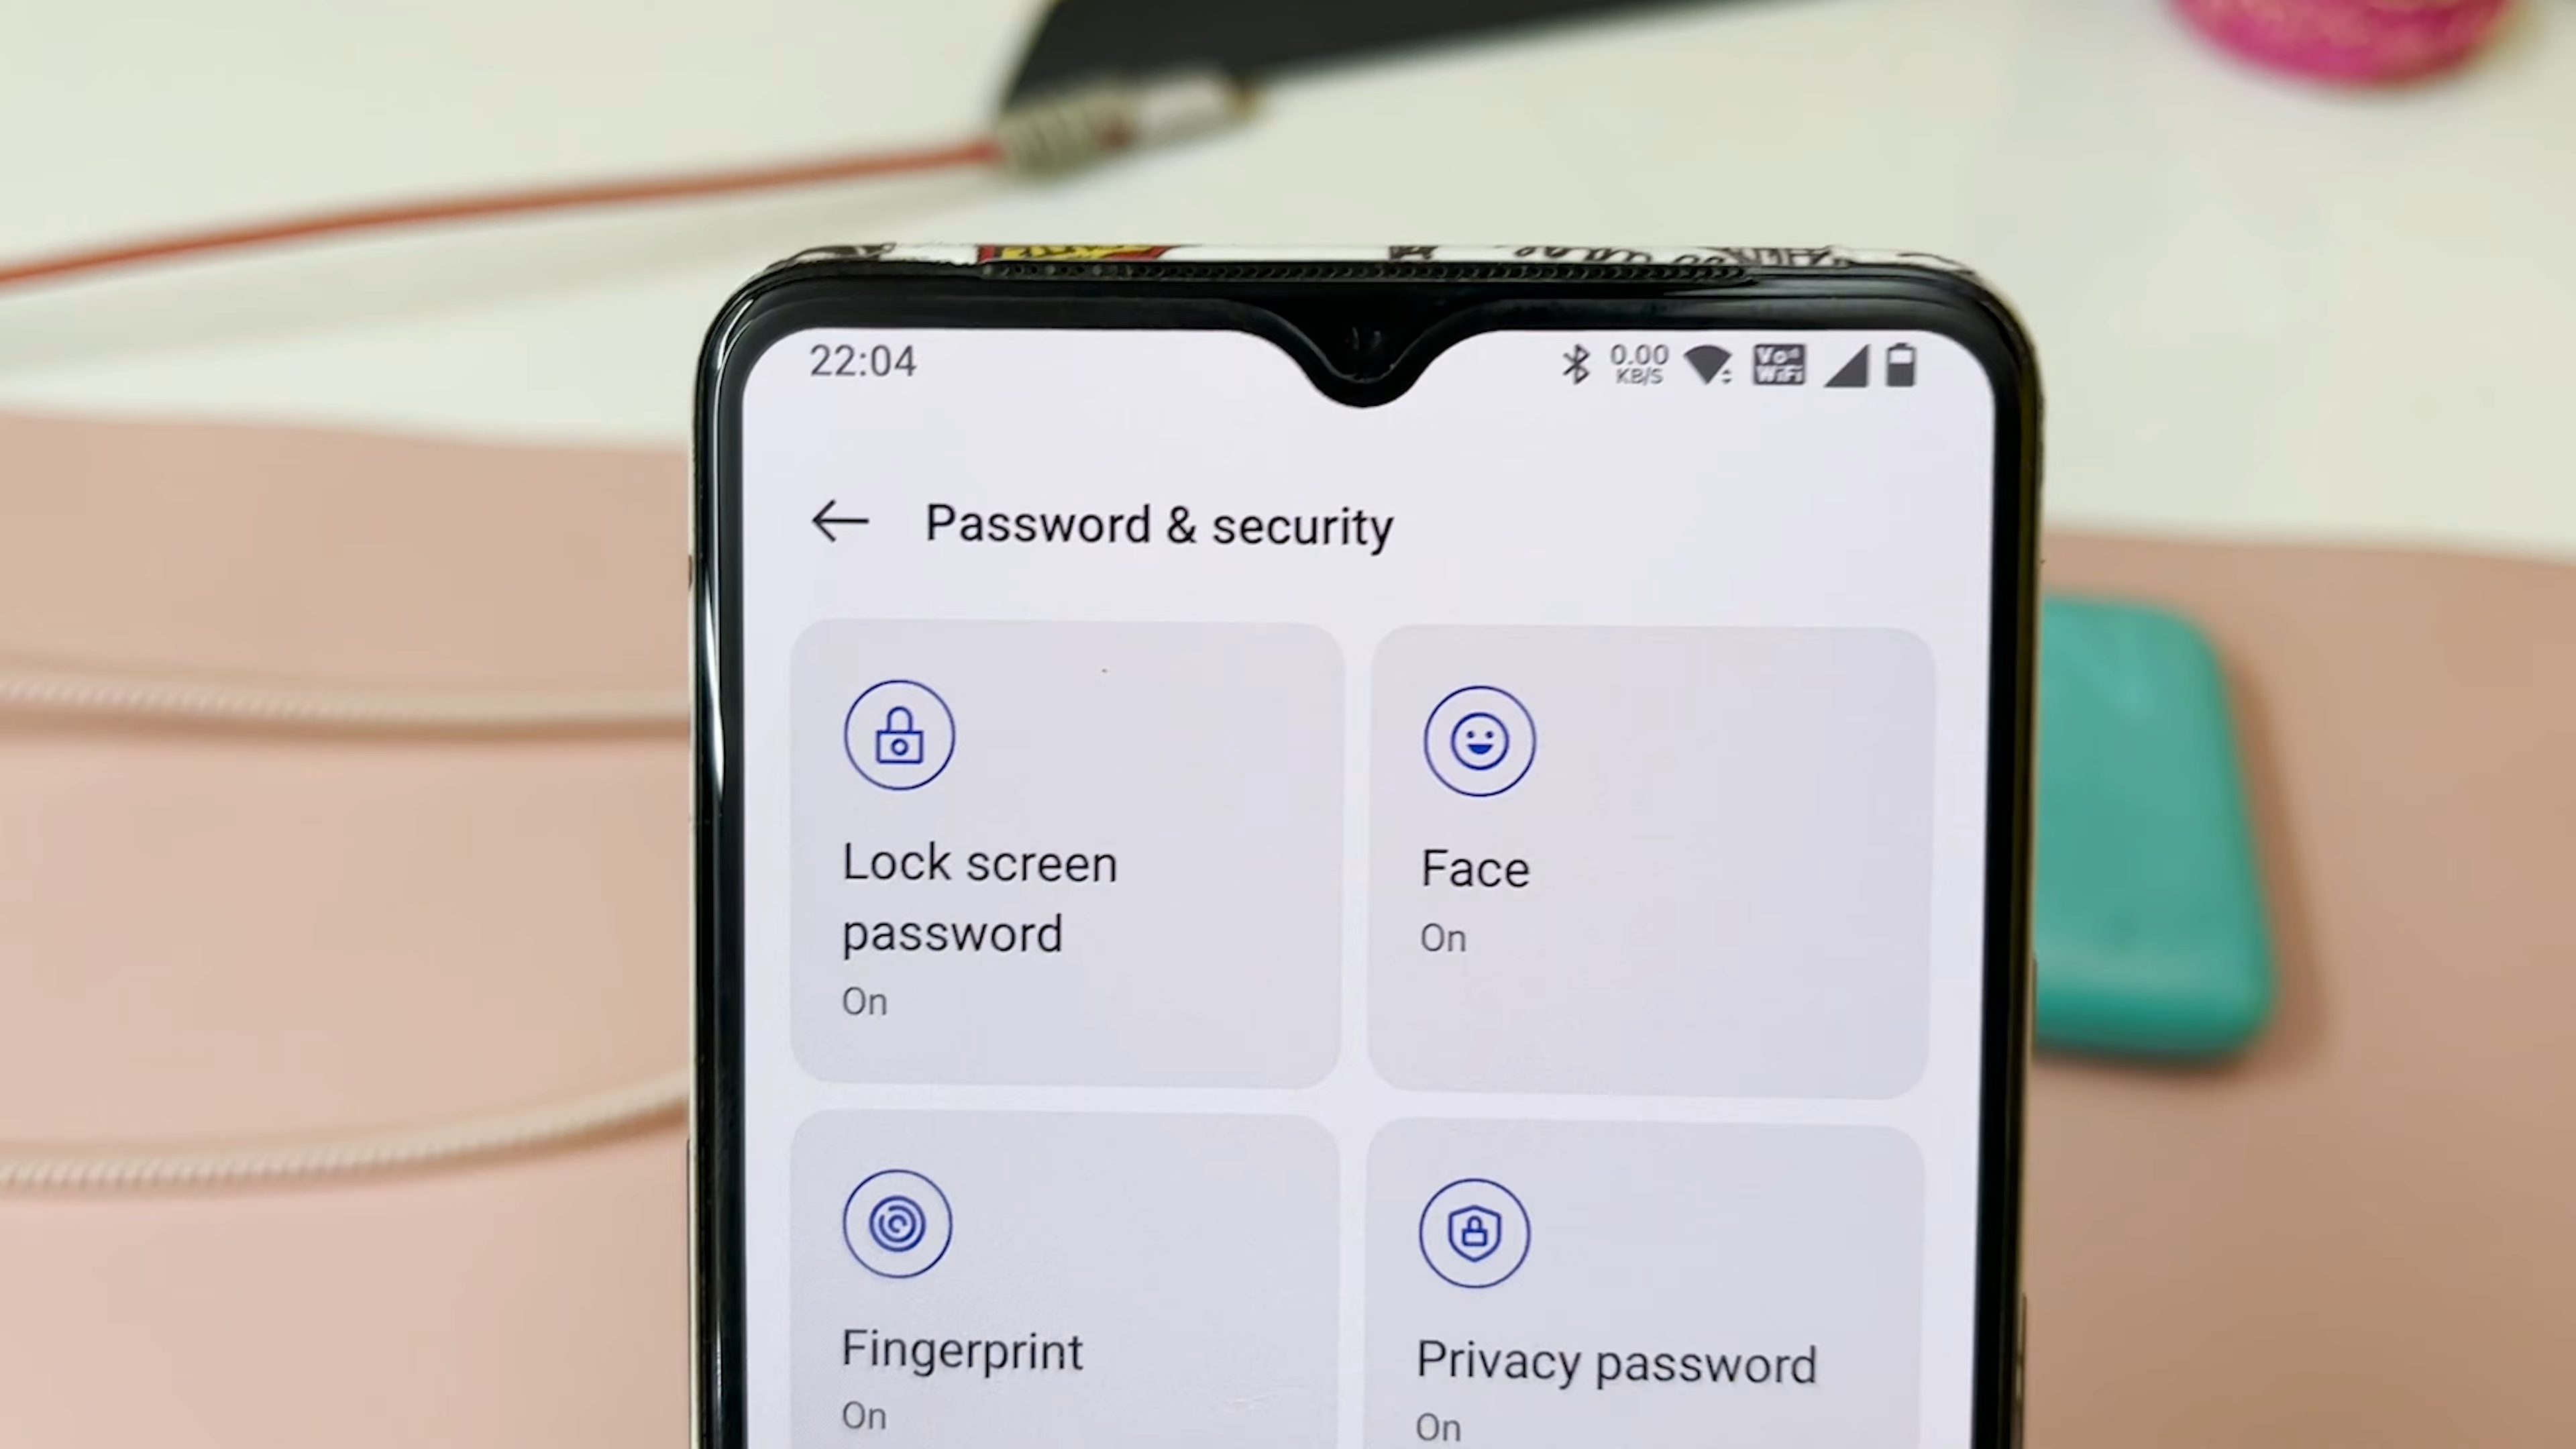 22:04
0.00
KB/S
Vo
WiFi
Password & security
Lock screen
password
On
Face
On
Fingerprint
On
Privacy password
On